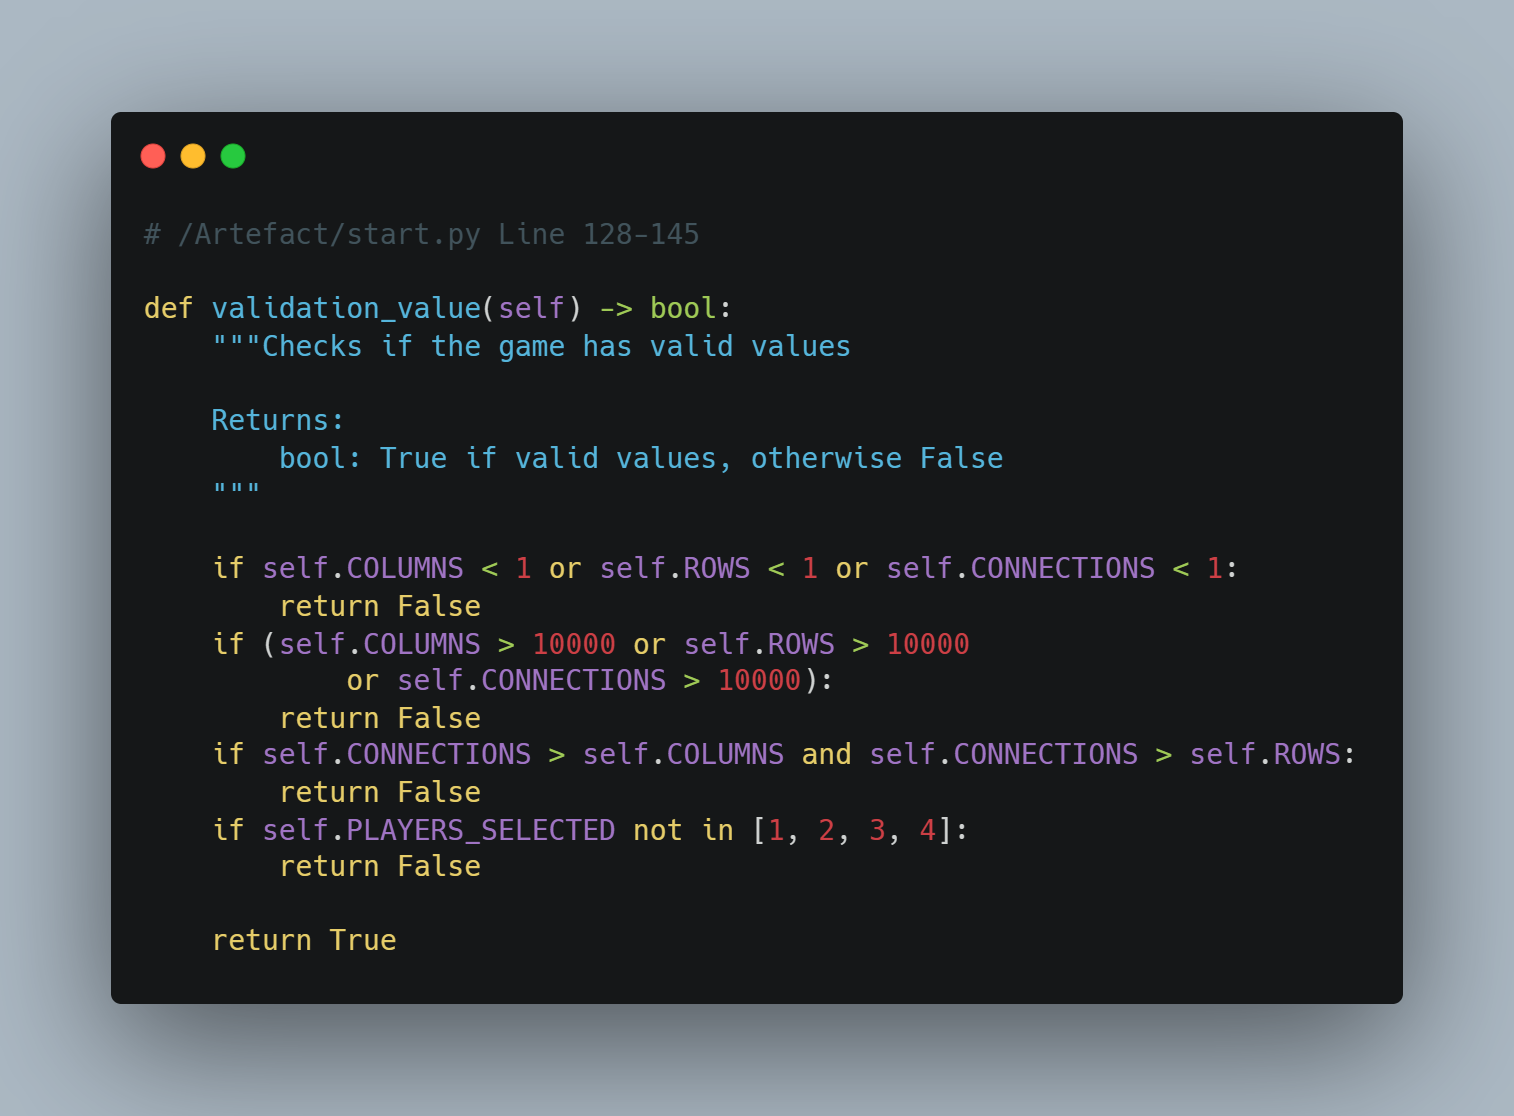 # /Artefact/start.py Line 128-145
def validation_value(self) -> bool:
    """Checks if the game has valid values
    Returns:
        bool: True if valid values, otherwise False
    """
    if self.COLUMNS < 1 or self.ROWS < 1 or self.CONNECTIONS < 1:
        return False
    if (self.COLUMNS > 10000 or self.ROWS > 10000
            or self.CONNECTIONS > 10000):
        return False
    if self.CONNECTIONS > self.COLUMNS and self.CONNECTIONS > self.ROWS:
        return False
    if self.PLAYERS_SELECTED not in [1, 2, 3, 4]:
        return False
    return True